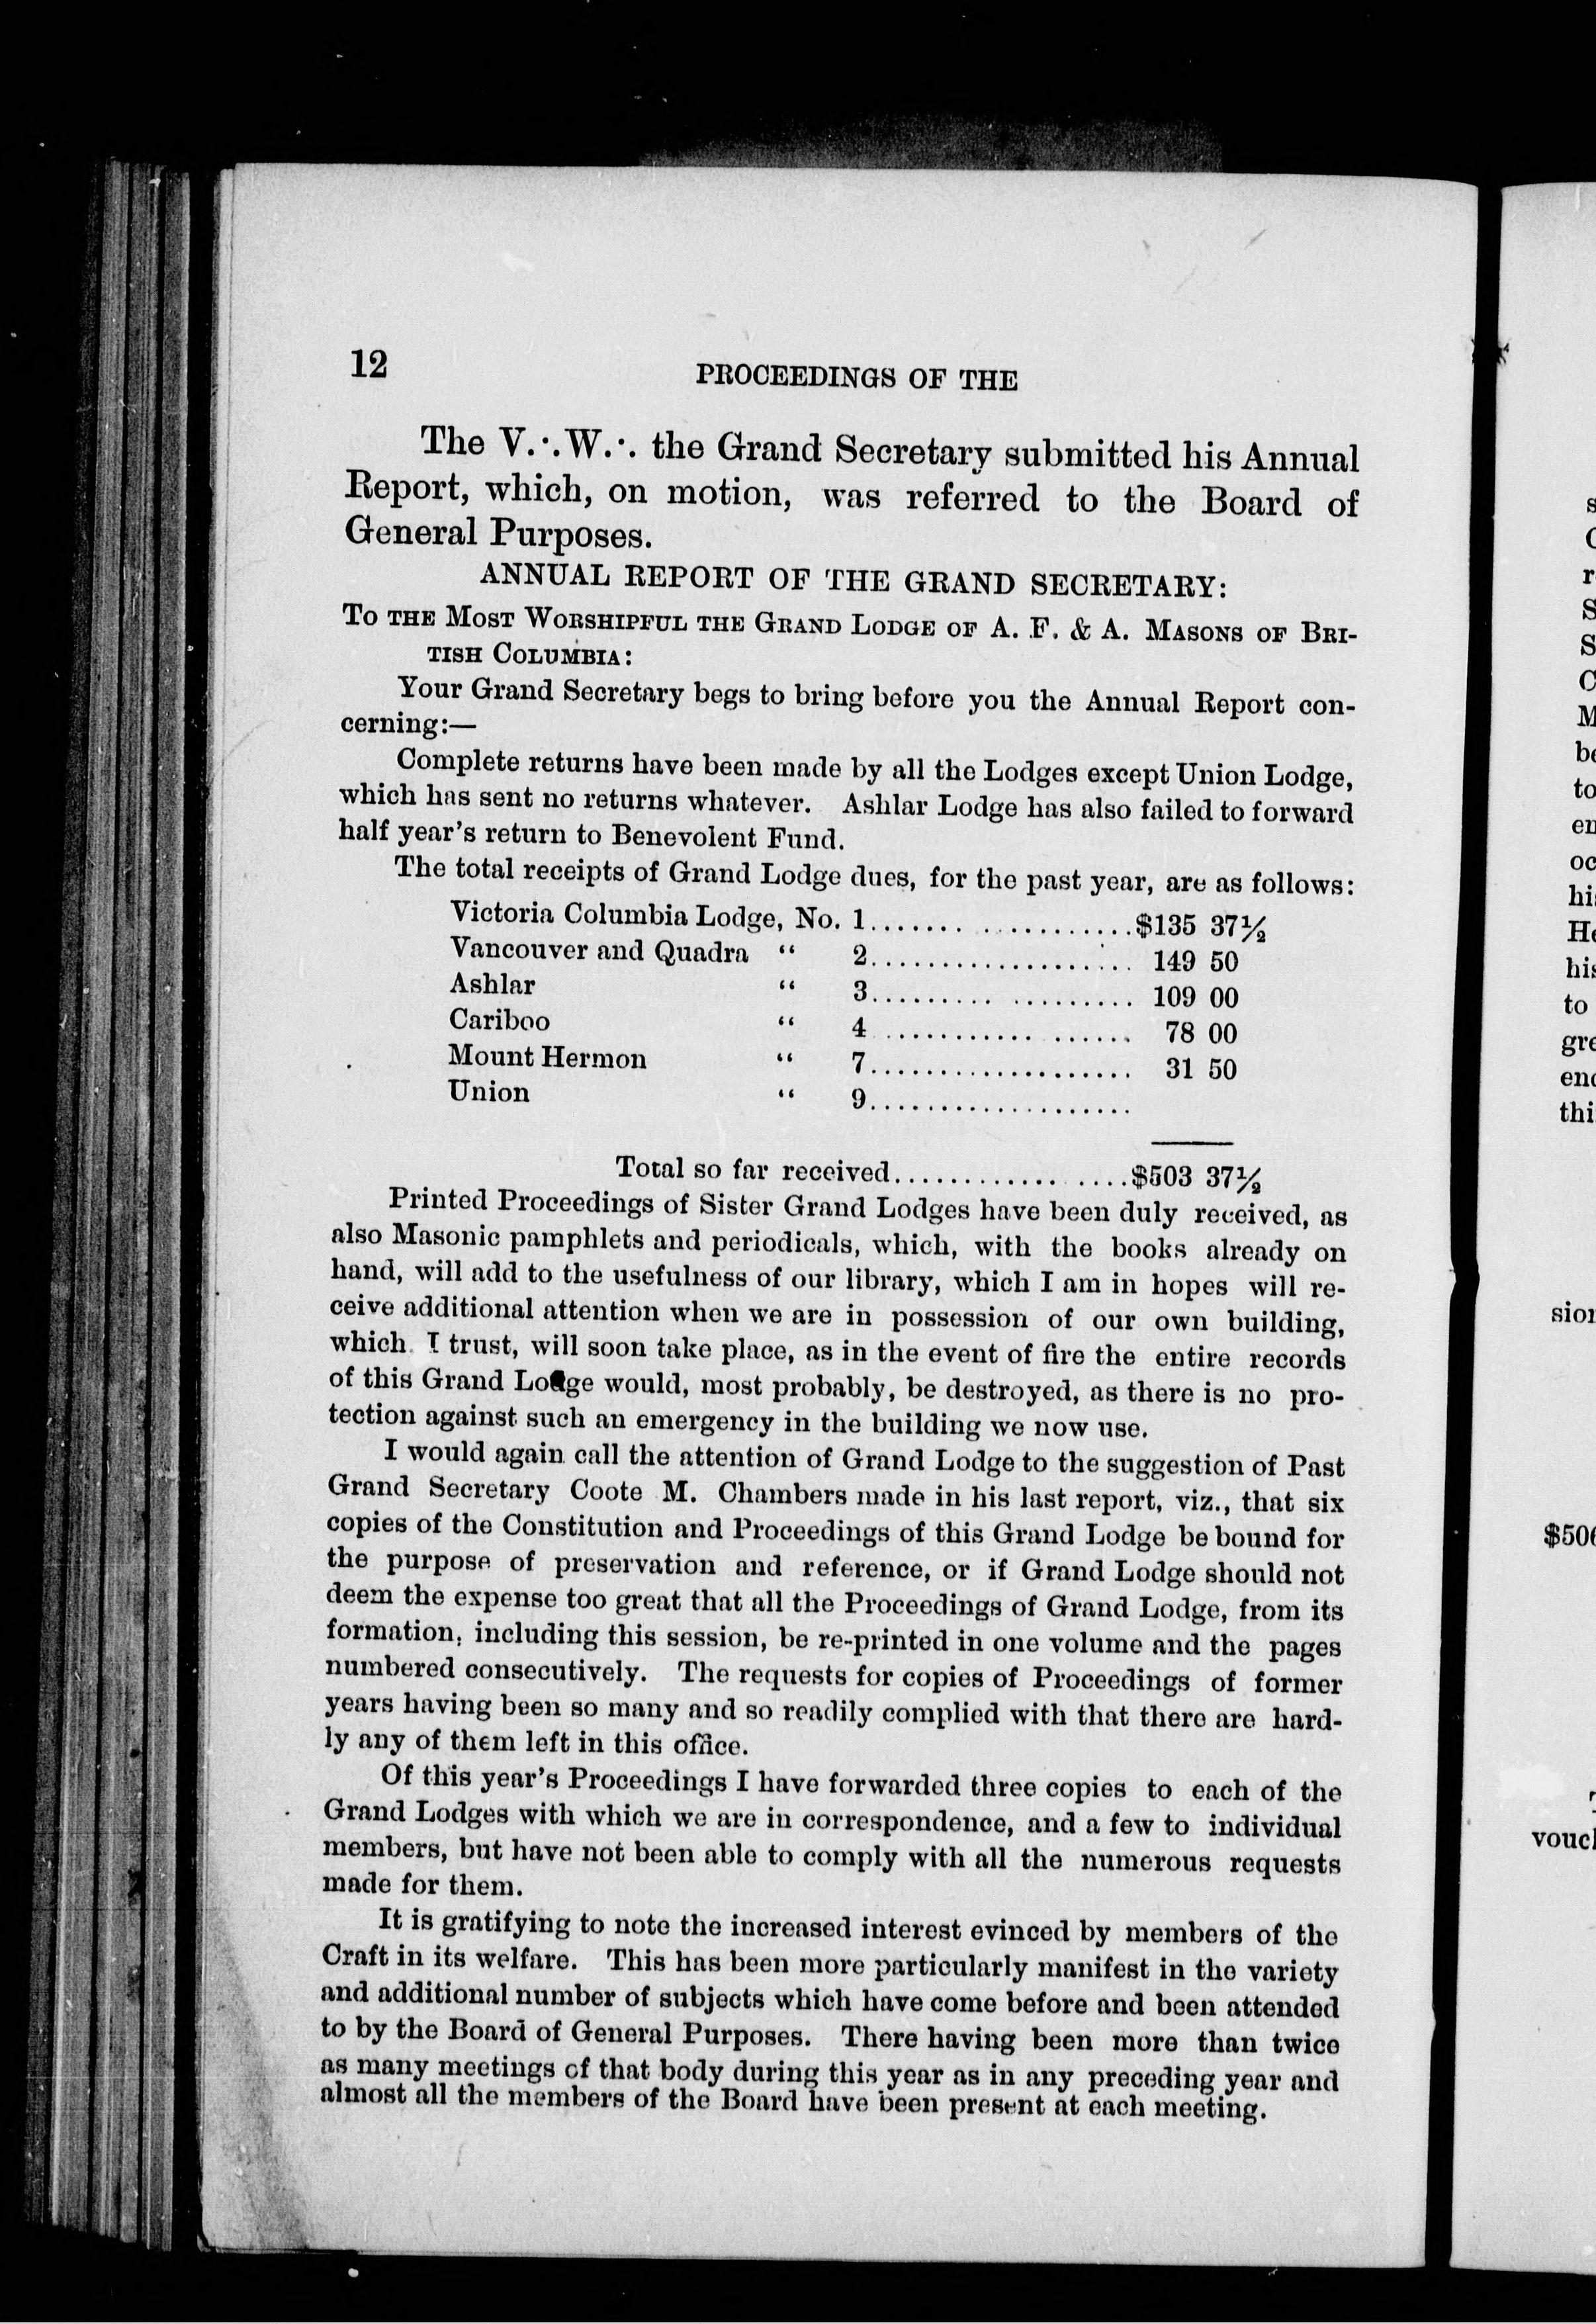 12
PROCEEDINGS OF THE
The V.∴W.∴ the Grand Secretary submitted his Annual
Report, which, on motion, was referred to the Board of
General Purposes.
ANNUAL REPORT OF THE GRAND SECRETARY:
To the Most Worshipful the Grand Lodge of A. F. & A. Masons of Bri-
tish Columbia:
Your Grand Secretary begs to bring before you the Annual Report con-
cerning:—
Complete returns have been made by all the Lodges except Union Lodge,
which has sent no returns whatever. Ashlar Lodge has also failed to forward
half year's return to Benevolent Fund.
The total receipts of Grand Lodge dues, for the past year, are as follows:
Victoria Columbia Lodge, No. 1.................$135 37½
Vancouver and Quadra “ 2................... 149 50
Ashlar “ 3................... 109 00
Cariboo “ 4................... 78 00
Mount Hermon “ 7................... 31 50
Union “ 9...................
Total so far received.................$503 37½
Printed Proceedings of Sister Grand Lodges have been duly received, as
also Masonic pamphlets and periodicals, which, with the books already on
hand, will add to the usefulness of our library, which I am in hopes will re-
ceive additional attention when we are in possession of our own building,
which I trust, will soon take place, as in the event of fire the entire records
of this Grand Lodge would, most probably, be destroyed, as there is no pro-
tection against such an emergency in the building we now use.
I would again call the attention of Grand Lodge to the suggestion of Past
Grand Secretary Coote M. Chambers made in his last report, viz., that six
copies of the Constitution and Proceedings of this Grand Lodge be bound for
the purpose of preservation and reference, or if Grand Lodge should not
deem the expense too great that all the Proceedings of Grand Lodge, from its
formation, including this session, be re-printed in one volume and the pages
numbered consecutively. The requests for copies of Proceedings of former
years having been so many and so readily complied with that there are hard-
ly any of them left in this office.
Of this year's Proceedings I have forwarded three copies to each of the
Grand Lodges with which we are in correspondence, and a few to individual
members, but have not been able to comply with all the numerous requests
made for them.
It is gratifying to note the increased interest evinced by members of the
Craft in its welfare. This has been more particularly manifest in the variety
and additional number of subjects which have come before and been attended
to by the Board of General Purposes. There having been more than twice
as many meetings of that body during this year as in any preceding year and
almost all the members of the Board have been present at each meeting.